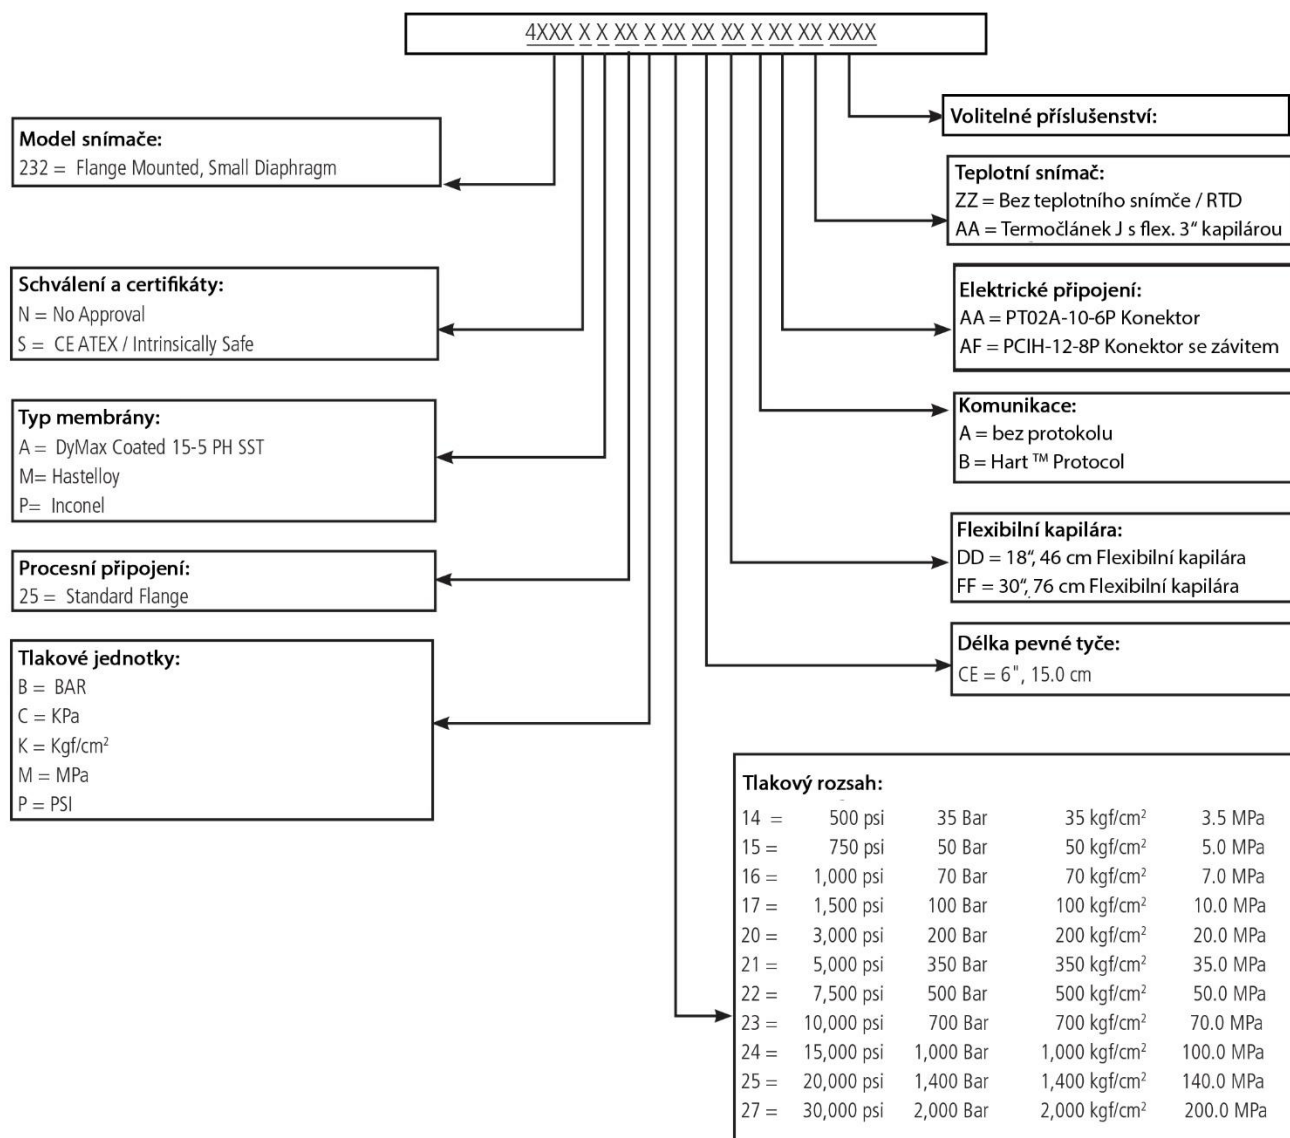 4XXX X X XX X XX XX XX X XX XX XXXX
Model snímače:
232 = Flange Mounted, Small Diaphragm
Schválení a certifikáty:
N = No Approval
S = CE ATEX / Intrinsically Safe
Typ membrány:
A = DyMax Coated 15-5 PH SST
M= Hastelloy
P= Inconel
Procesní připojení:
25 = Standard Flange
Tlakové jednotky:
B = BAR
C = KPa
K = Kgf/cm²
M = MPa
P = PSI
Volitelné příslušenství:
Teplotní snímač:
ZZ = Bez teplotního snímče / RTD
AA = Termočlánek J s flex. 3“ kapilárou
Elektrické připojení:
AA = PT02A-10-6P Konektor
AF = PCIH-12-8P Konektor se závitem
Komunikace:
A = bez protokolu
B = Hart ™ Protocol
Flexibilní kapilára:
DD = 18“, 46 cm Flexibilní kapilára
FF = 30“, 76 cm Flexibilní kapilára
Délka pevné tyče:
CE = 6", 15.0 cm
Tlakový rozsah:
14 = 500 psi 35 Bar 35 kgf/cm² 3.5 MPa
15 = 750 psi 50 Bar 50 kgf/cm² 5.0 MPa
16 = 1,000 psi 70 Bar 70 kgf/cm² 7.0 MPa
17 = 1,500 psi 100 Bar 100 kgf/cm² 10.0 MPa
20 = 3,000 psi 200 Bar 200 kgf/cm² 20.0 MPa
21 = 5,000 psi 350 Bar 350 kgf/cm² 35.0 MPa
22 = 7,500 psi 500 Bar 500 kgf/cm² 50.0 MPa
23 = 10,000 psi 700 Bar 700 kgf/cm² 70.0 MPa
24 = 15,000 psi 1,000 Bar 1,000 kgf/cm² 100.0 MPa
25 = 20,000 psi 1,400 Bar 1,400 kgf/cm² 140.0 MPa
27 = 30,000 psi 2,000 Bar 2,000 kgf/cm² 200.0 MPa